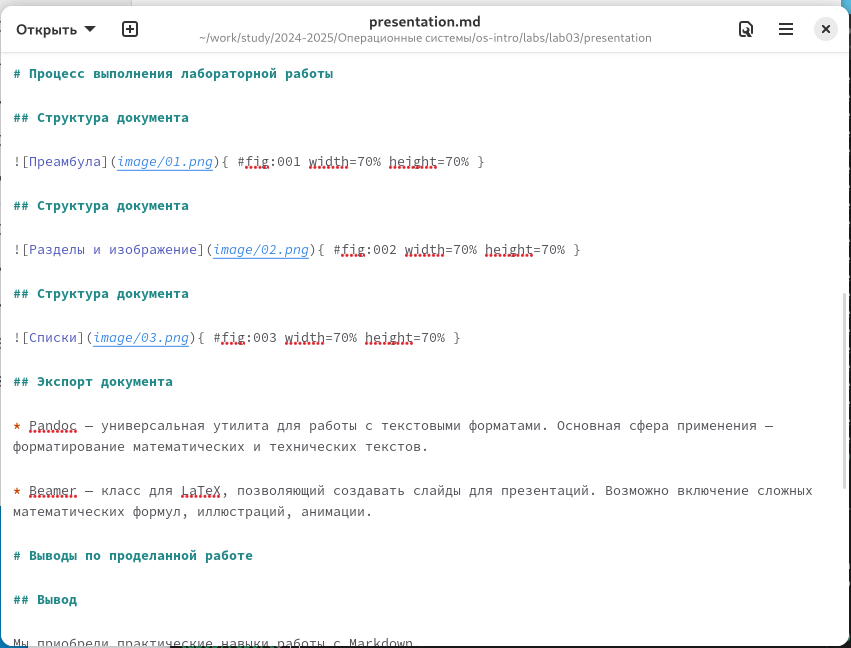 Открыть
presentation.md
~/work/study/2024-2025/Операционные системы/os-intro/labs/lab03/presentation
# Процесс выполнения лабораторной работы
## Структура документа
![Преамбула](image/01.png){ #fig:001 width=70% height=70% }
## Структура документа
![Разделы и изображение](image/02.png){ #fig:002 width=70% height=70% }
## Структура документа
![Списки](image/03.png){ #fig:003 width=70% height=70% }
## Экспорт документа
* Pandoc — универсальная утилита для работы с текстовыми форматами. Основная сфера применения —
форматирование математических и технических текстов.
* Beamer — класс для LaTeX, позволяющий создавать слайды для презентаций. Возможно включение сложных
математических формул, иллюстраций, анимации.
# Выводы по проделанной работе
## Вывод
Мы приобрели практические навыки работы с Markdown